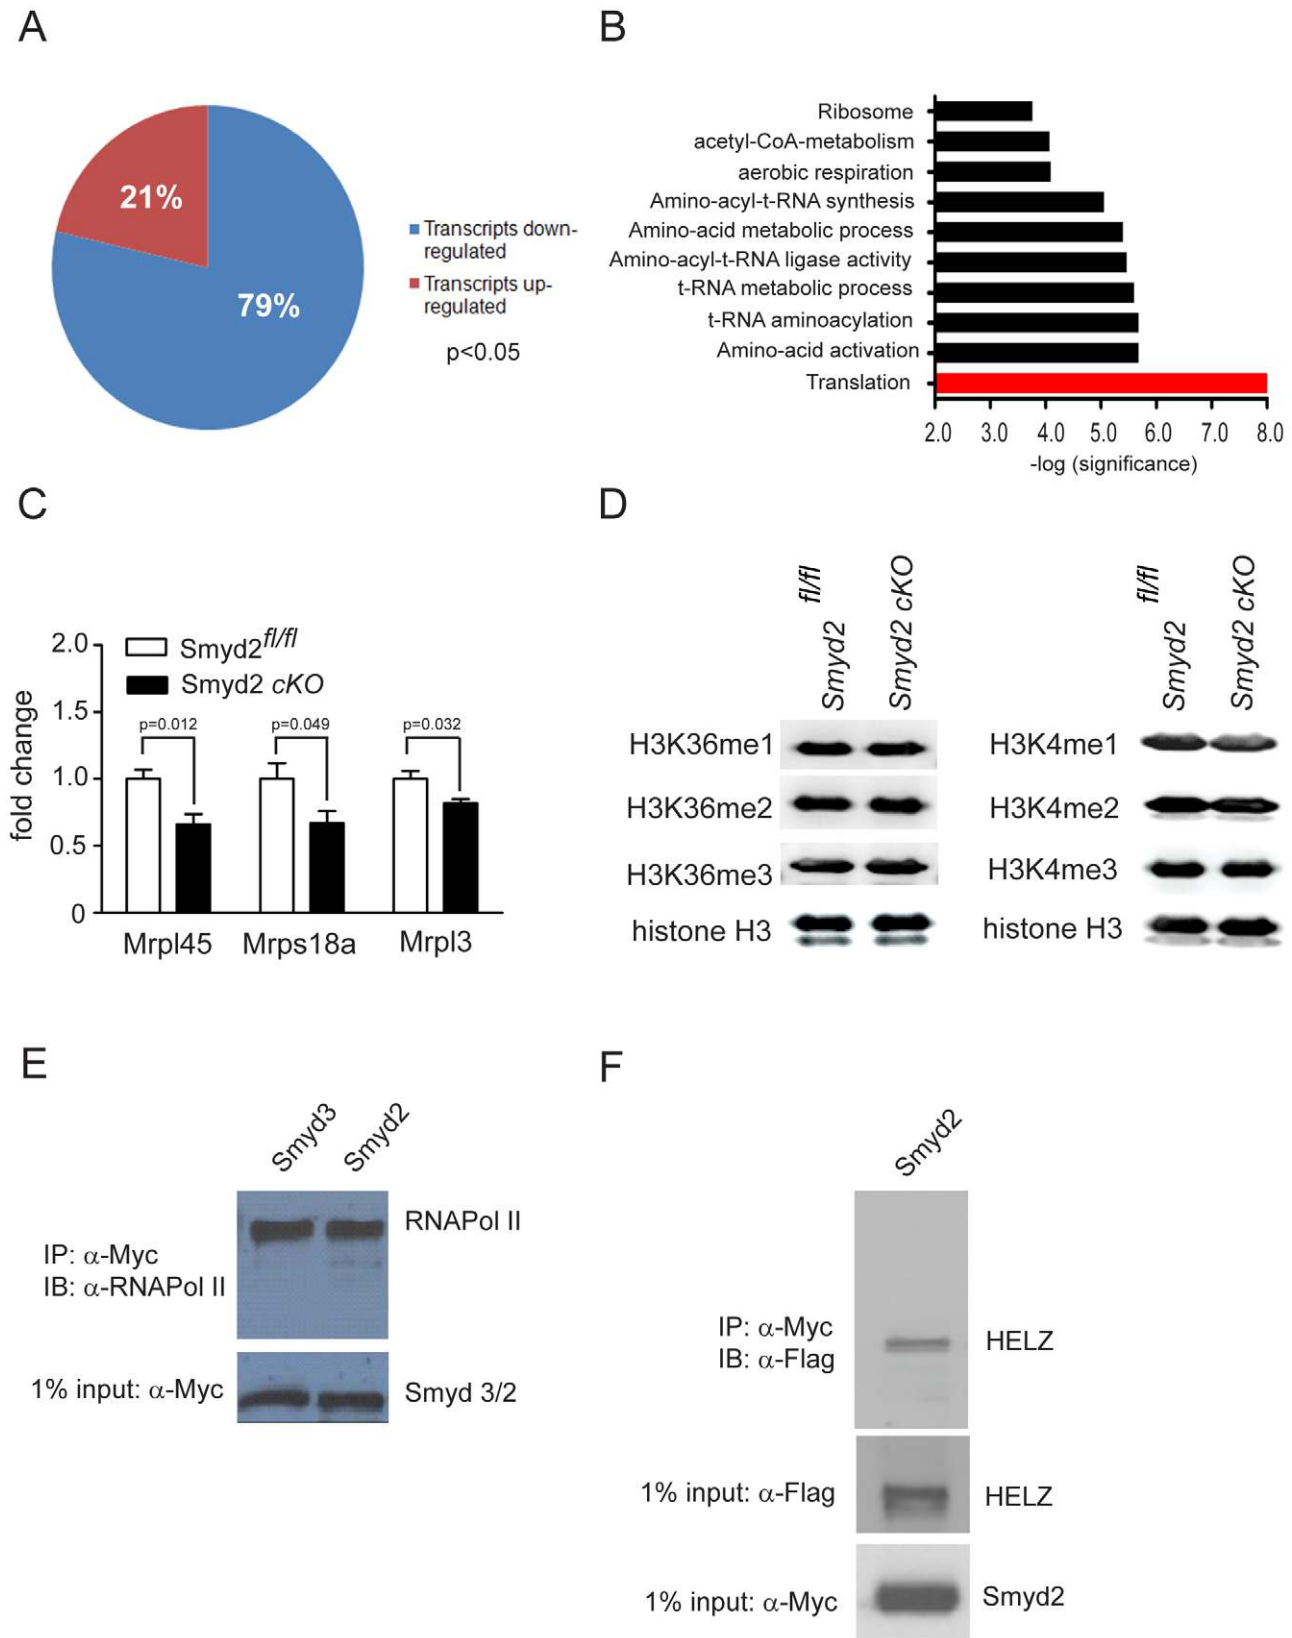 A
21%
79%
Transcripts down-
regulated
Transcripts up-
regulated
p<0.05
B
Ribosome
acetyl-CoA-metabolism
aerobic respiration
Amino-acyl-t-RNA synthesis
Amino-acid metabolic process
Amino-acyl-t-RNA ligase activity
t-RNA metabolic process
t-RNA aminoacylation
Amino-acid activation
Translation
2.0 3.0 4.0 5.0 6.0 7.0 8.0
-log (significance)
C
fold change
2.0
1.5
1.0
0.5
0
Smyd2fl/fl
Smyd2 cKO
p=0.012
p=0.049
p=0.032
Mrpl45 Mrps18a Mrpl3
D
Smyd2 fl/fl
Smyd2 cKO
H3K36me1
H3K36me2
H3K36me3
histone H3
Smyd2 fl/fl
Smyd2 cKO
H3K4me1
H3K4me2
H3K4me3
histone H3
E
Smyd3
Smyd2
IP: α-Myc
IB: α-RNAPol II
RNAPol II
1% input: α-Myc
Smyd 3/2
F
Smyd2
IP: α-Myc
IB: α-Flag
HELZ
1% input: α-Flag
HELZ
1% input: α-Myc
Smyd2